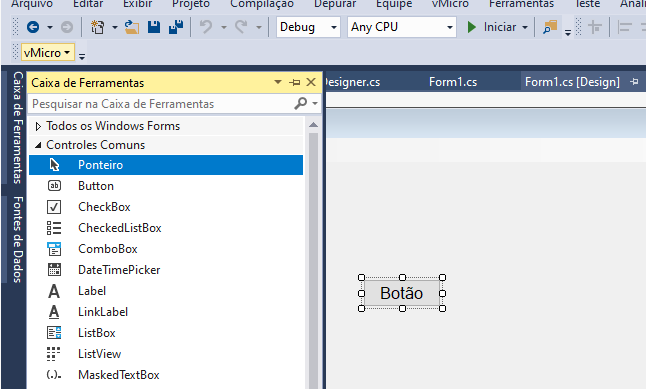 Arquivo Editar Exibir Projeto Compilação Depurar Equipe vMicro Ferramentas Teste
Debug Any CPU Iniciar
vMicro
Caixa de Ferramentas
Fontes de Dados
Caixa de Ferramentas
Designer.cs Form1.cs Form1.cs [Design]
Pesquisar na Caixa de Ferramentas
Todos os Windows Forms
Controles Comuns
Ponteiro
Button
CheckBox
CheckedListBox
ComboBox
DateTimePicker
Label
LinkLabel
ListBox
ListView
MaskedTextBox
Botão